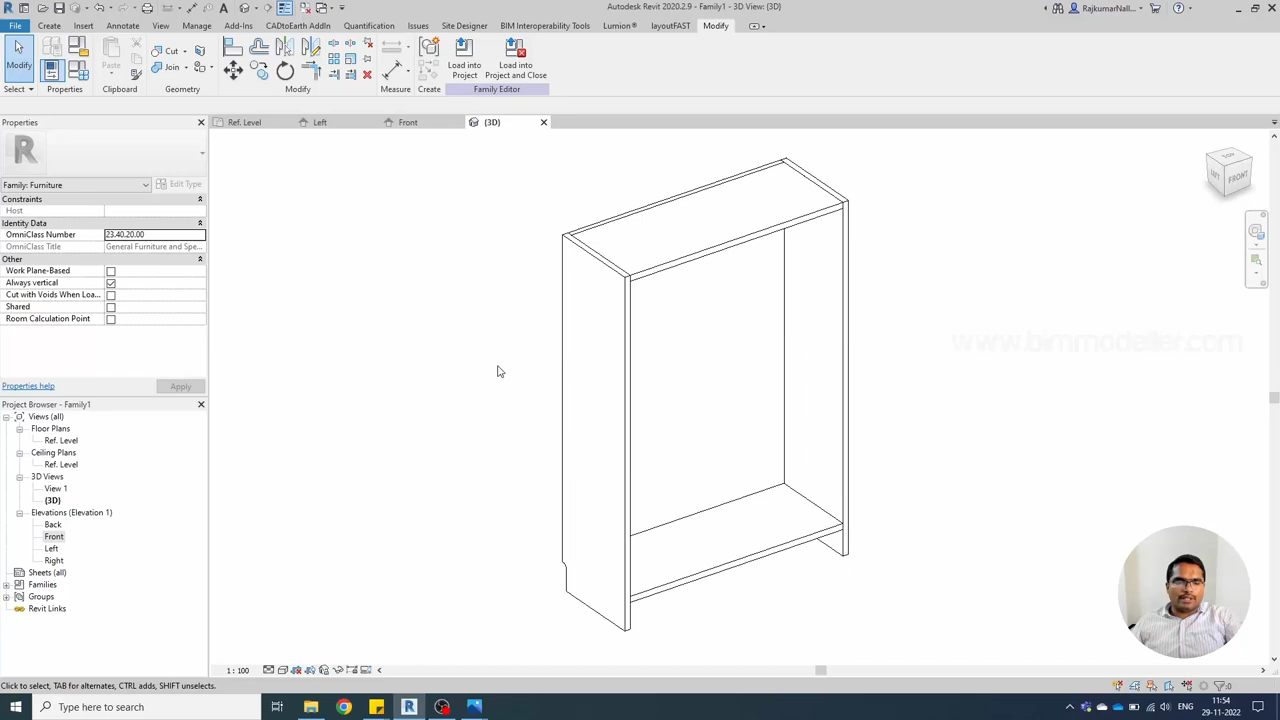 Autodesk Revit 2020.2.9 - Family1 - 3D View: {3D}
RajkumarNall...
File Create Insert Annotate View Manage Add-Ins CADtoEarth AddIn Quantification Issues Site Designer BIM Interoperability Tools Lumion® layoutFAST Modify
Modify Paste Cut Join Load into Project Load into Project and Close
Select Properties Clipboard Geometry Modify Measure Create Family Editor
Properties
Ref. Level Left Front {3D}
Family: Furniture Edit Type
Constraints
Host
Identity Data
OmniClass Number 23.40.20.00
OmniClass Title General Furniture and Spe...
Other
Work Plane-Based
Always vertical
Cut with Voids When Loa...
Shared
Room Calculation Point
Properties help Apply
TOP
LEFT FRONT
www.bimmodeller.com
Project Browser - Family1
Views (all)
Floor Plans
Ref. Level
Ceiling Plans
Ref. Level
3D Views
View 1
{3D}
Elevations (Elevation 1)
Back
Front
Left
Right
Sheets (all)
Families
Groups
Revit Links
1 : 100
Click to select, TAB for alternates, CTRL adds, SHIFT unselects.
:0
Type here to search
ENG
11:54
29-11-2022